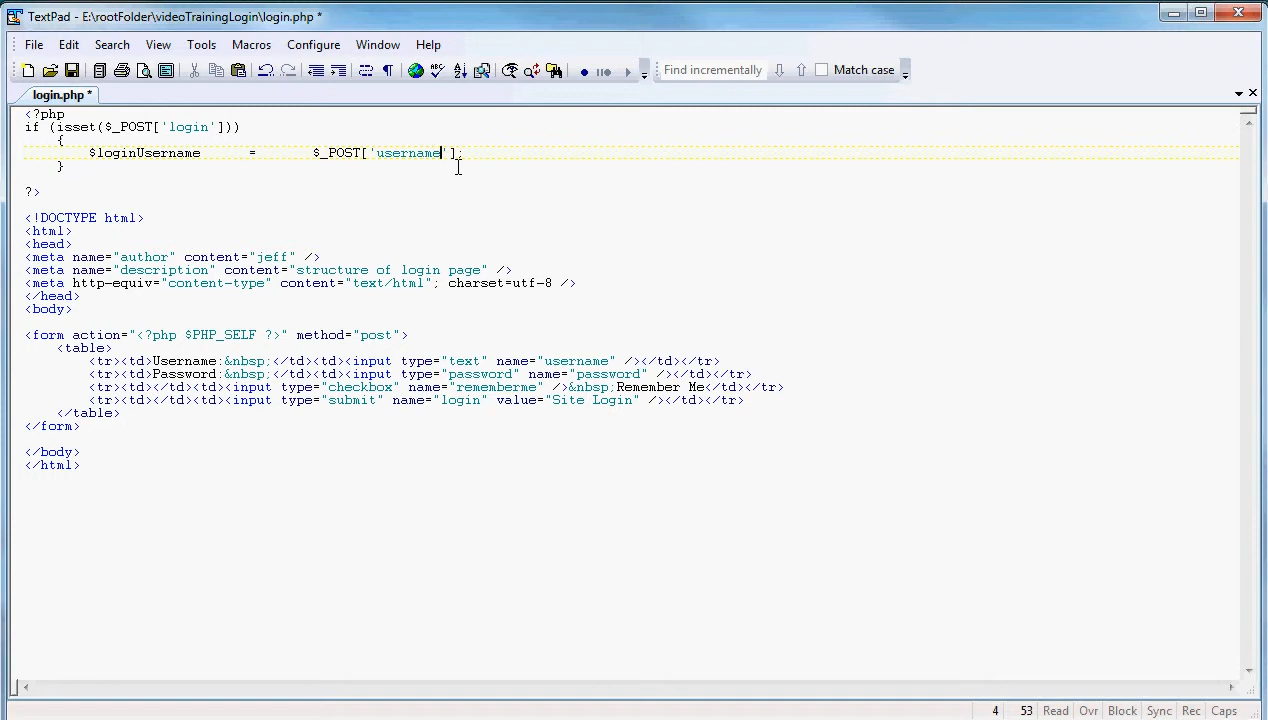 TextPad - E:\rootFolder\videoTrainingLogin\login.php *
File Edit Search View Tools Macros Configure Window Help
Find incrementally Match case
login.php *
<?php
if (isset($_POST['login']))
{
$loginUsername = $_POST['username'];
}
?>
<!DOCTYPE html>
<html>
<head>
<meta name="author" content="jeff" />
<meta name="description" content="structure of login page" />
<meta http-equiv="content-type" content="text/html"; charset=utf-8 />
</head>
<body>
<form action="<?php $PHP_SELF ?>" method="post">
<table>
<tr><td>Username:&nbsp;</td><td><input type="text" name="username" /></td></tr>
<tr><td>Password:&nbsp;</td><td><input type="password" name="password" /></td></tr>
<tr><td></td><td><input type="checkbox" name="rememberme" />&nbsp;Remember Me</td></tr>
<tr><td></td><td><input type="submit" name="login" value="Site Login" /></td></tr>
</table>
</form>
</body>
</html>
4 53 Read Ovr Block Sync Rec Caps